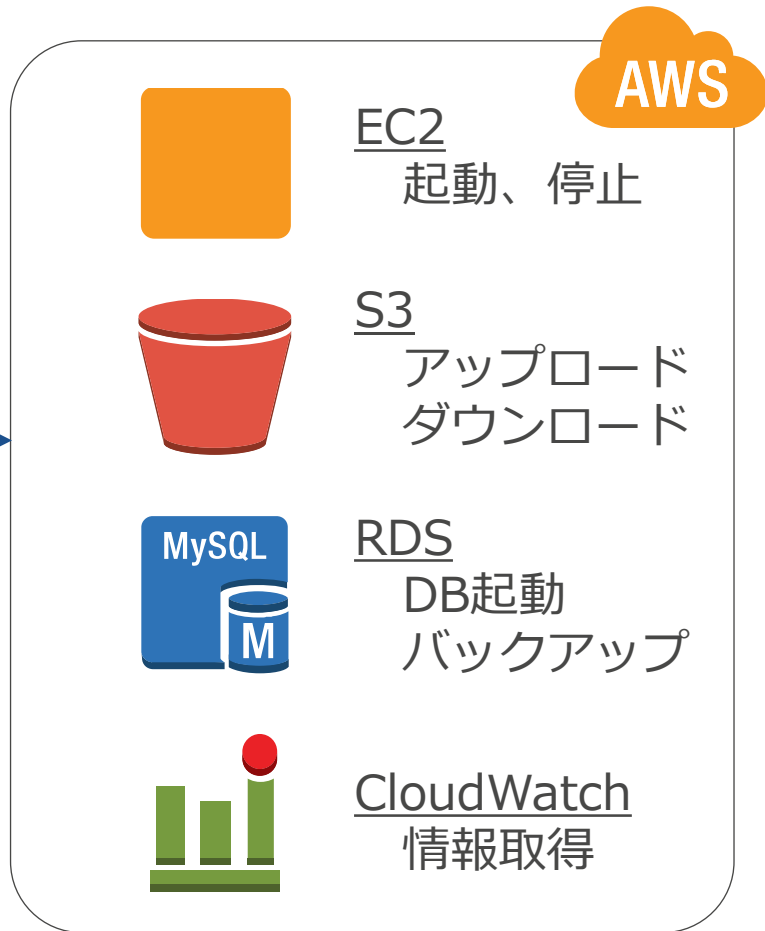 AWS
EC2
起動、停止
S3
アップロード
ダウンロード
MySQL
M
RDS
DB起動
バックアップ
CloudWatch
情報取得